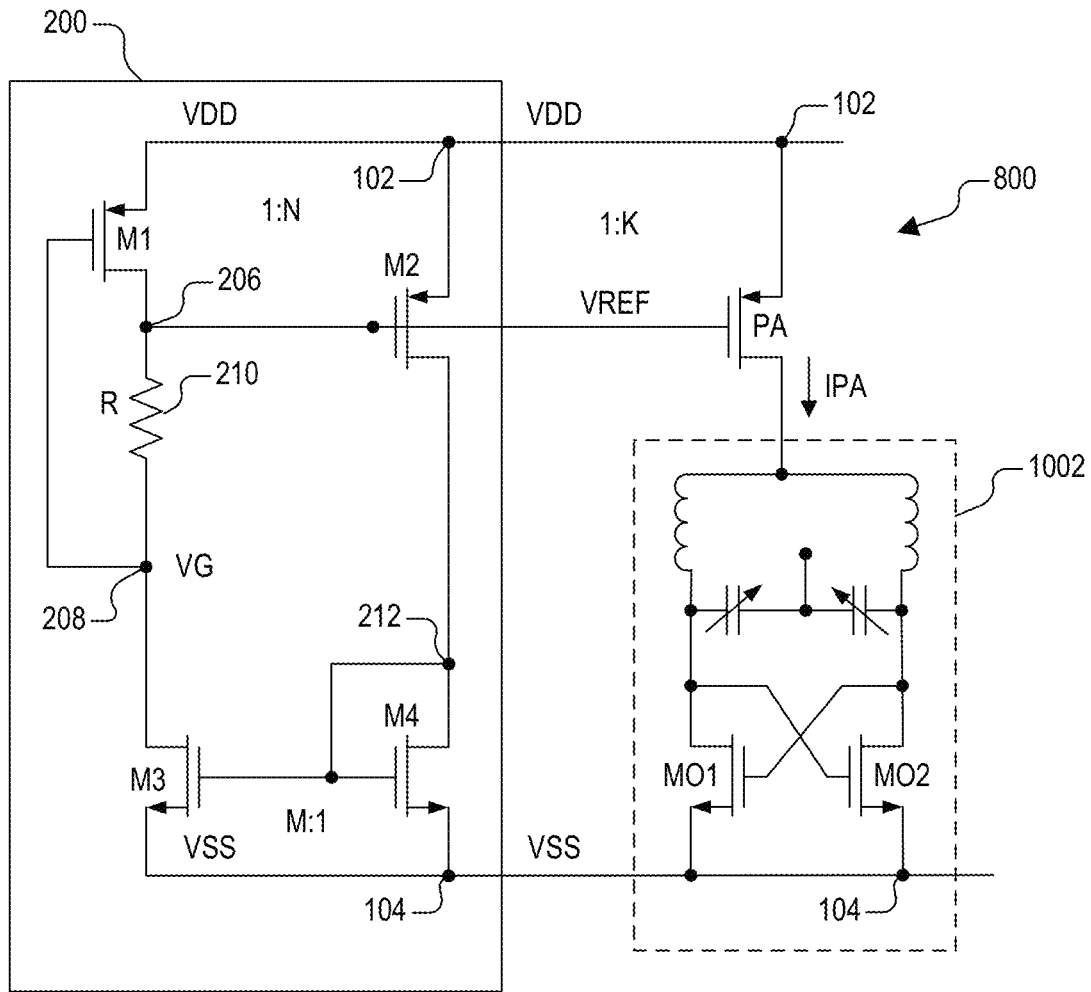 200
VDD
VDD
102
102
800
1:N
1:K
M1
M2
206
VREF
PA
R
210
IPA
1002
VG
208
212
M4
M3
MO1
MO2
M:1
VSS
VSS
104
104